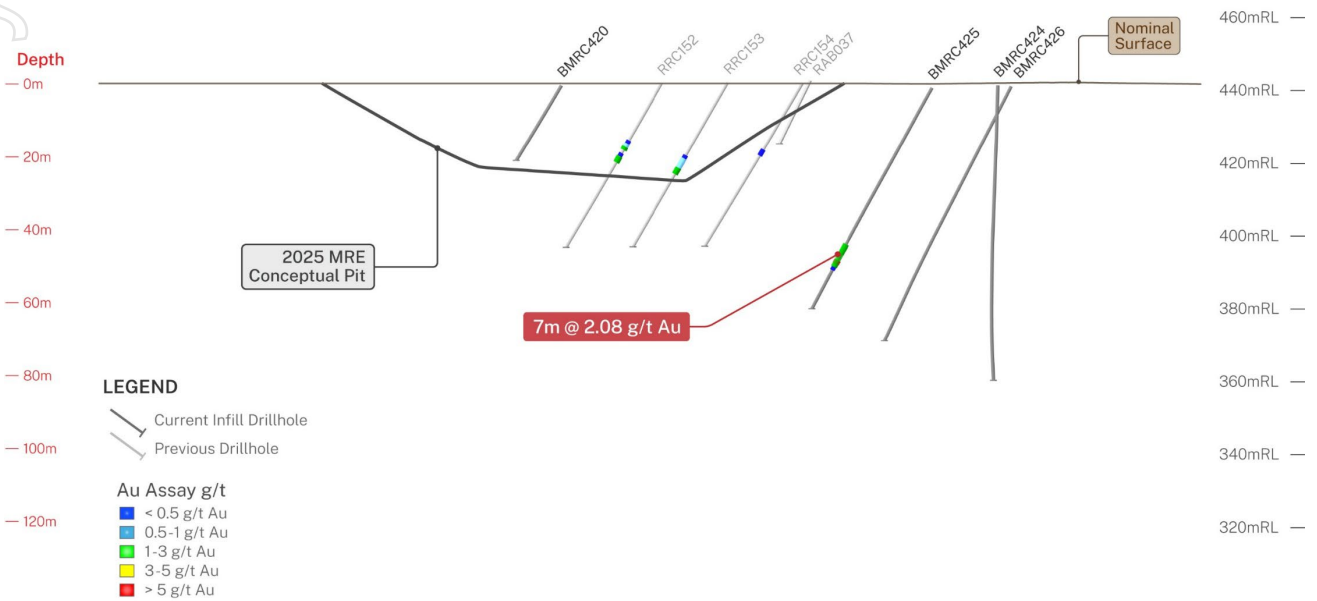 460mRL
Nominal
Surface
Depth
BMRC420
RRC152
RRC153
RRC154
RAB037
BMRC425
BMRC424
BMRC426
0m
440mRL
20m
420mRL
40m
400mRL
2025 MRE
Conceptual Pit
60m
380mRL
7m @ 2.08 g/t Au
80m
360mRL
LEGEND
Current Infill Drillhole
Previous Drillhole
100m
340mRL
Au Assay g/t
< 0.5 g/t Au
0.5-1 g/t Au
120m
320mRL
1-3 g/t Au
3-5 g/t Au
> 5 g/t Au